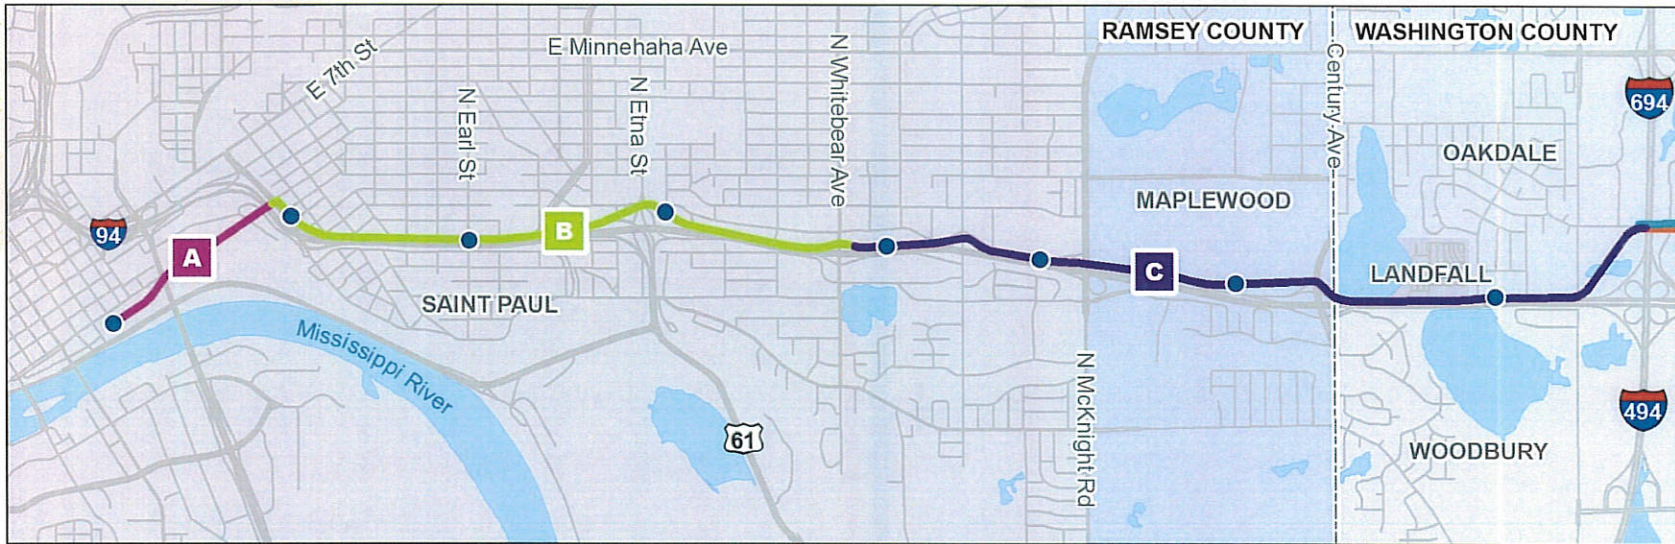 RAMSEY COUNTY
WASHINGTON COUNTY
E 7th St
E Minnehaha Ave
N Earl St
N Etna St
N Whitebear Ave
Century Ave
694
OAKDALE
MAPLEWOOD
94
A
B
C
LANDFALL
SAINT PAUL
Mississippi River
N McKnight Rd
61
494
WOODBURY